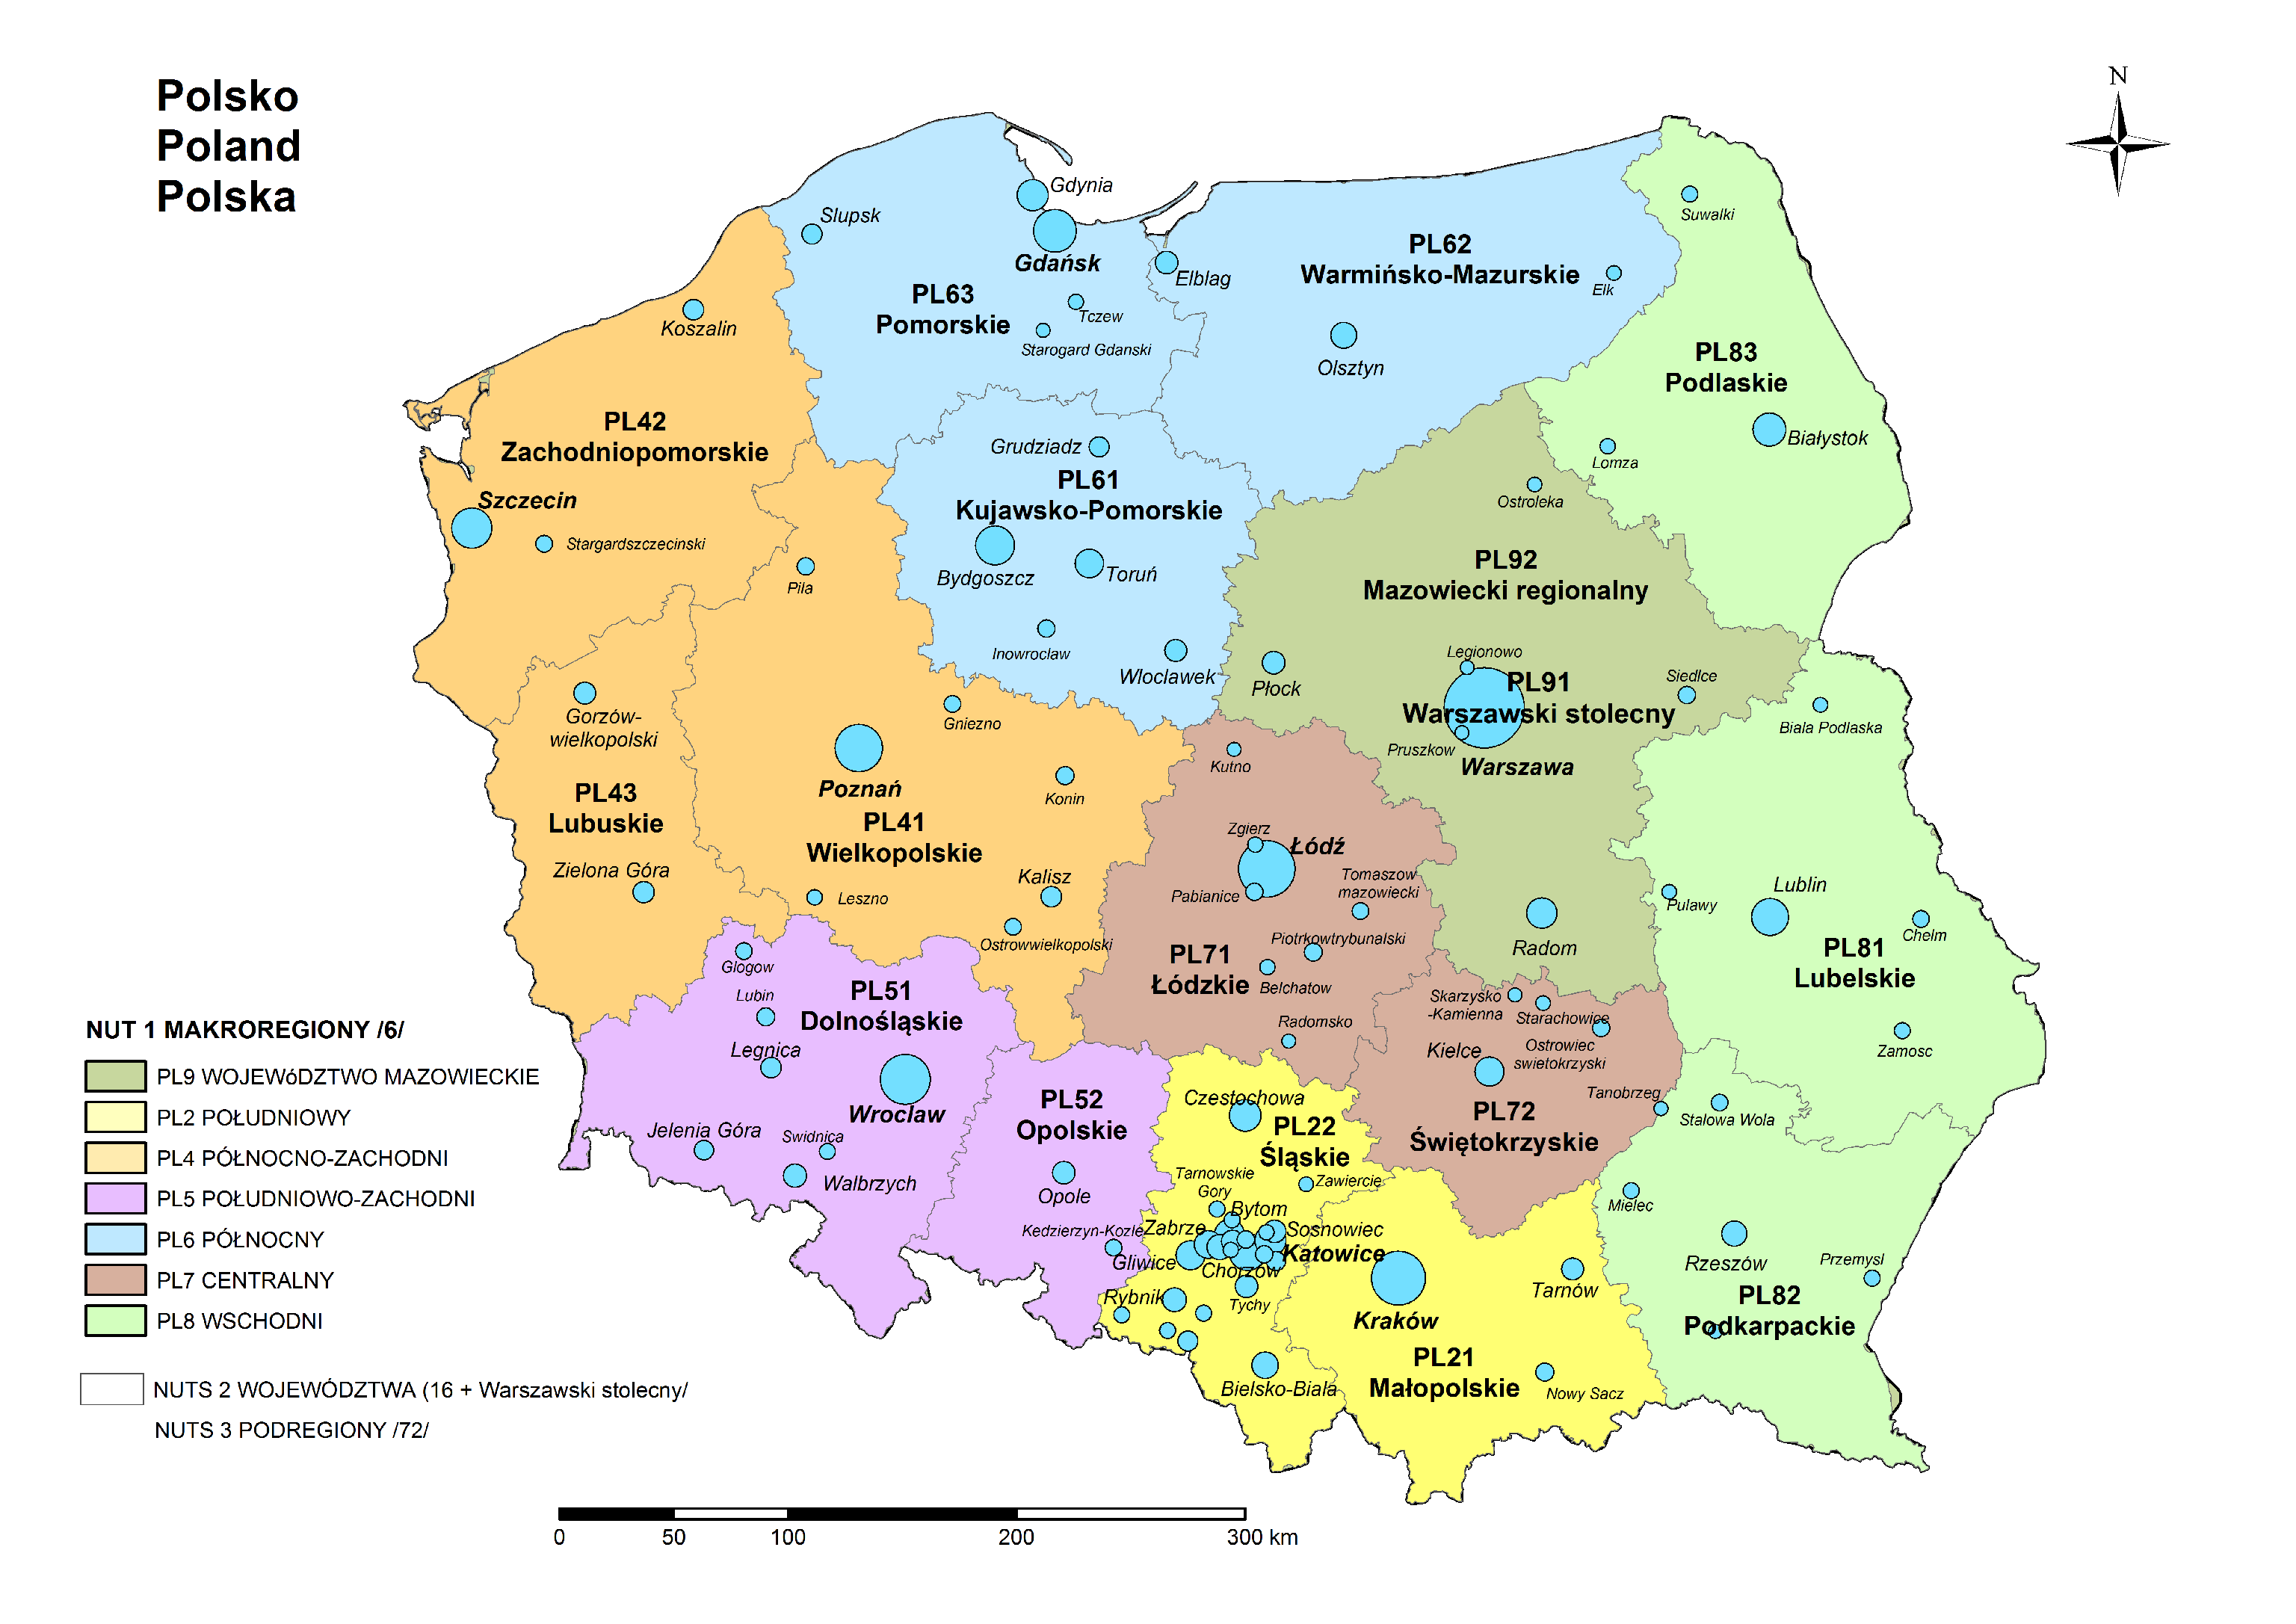 Polsko
Poland
Polska
N
Gdynia
Slupsk
Gdańsk
Elblag
PL63
Pomorskie
Tczew
Starogard Gdanski
PL62
Warmińsko-Mazurskie
Elk
Olsztyn
Suwalki
PL83
Podlaskie
Białystok
Lomza
Koszalin
PL42
Zachodniopomorskie
Szczecin
Stargardszczecinski
Grudziadz
PL61
Kujawsko-Pomorskie
Bydgoszcz
Toruń
Inowroclaw
Wloclawek
Ostroleka
PL92
Mazowiecki regionalny
Legionowo
PL91
Warszawski stolecny
Siedlce
Płock
Pruszkow
Warszawa
Radom
Biala Podlaska
Pila
Gniezno
Gorzów-
wielkopolski
PL43
Lubuskie
Zielona Góra
Poznań
PL41
Wielkopolskie
Konin
Kalisz
Leszno
Ostrowwielkopolski
Kutno
Zgierz
Łódź
Pabianice
Tomaszow
mazowiecki
Piotrkowtrybunalski
PL71
Łódzkie
Belchatow
Radomsko
Pulawy
Lublin
Chelm
PL81
Lubelskie
Zamosc
Glogow
Lubin
PL51
Dolnośląskie
Legnica
Wroclaw
Jelenia Góra
Swidnica
Walbrzych
PL52
Opolskie
Opole
Kedzierzyn-Kozle
Skarzysko
-Kamienna
Starachowice
Kielce
Ostrowiec
swietokrzyski
PL72
Świętokrzyskie
Tanobrzeg
Stalowa Wola
Mielec
Rzeszów
Przemysl
PL82
Podkarpackie
Czestochowa
PL22
Śląskie
Tarnowskie
Gory
Zawiercie
Bytom
Zabrze
Sosnowiec
Katowice
Gliwice
Chorzów
Rybnik
Tychy
Bielsko-Biala
Kraków
Tarnów
PL21
Małopolskie
Nowy Sacz
NUT 1 MAKROREGIONY /6/
PL9 WOJEWóDZTWO MAZOWIECKIE
PL2 POŁUDNIOWY
PL4 PÓŁNOCNO-ZACHODNI
PL5 POŁUDNIOWO-ZACHODNI
PL6 PÓŁNOCNY
PL7 CENTRALNY
PL8 WSCHODNI
NUTS 2 WOJEWÓDZTWA (16 + Warszawski stolecny/
NUTS 3 PODREGIONY /72/
0 50 100 200 300 km